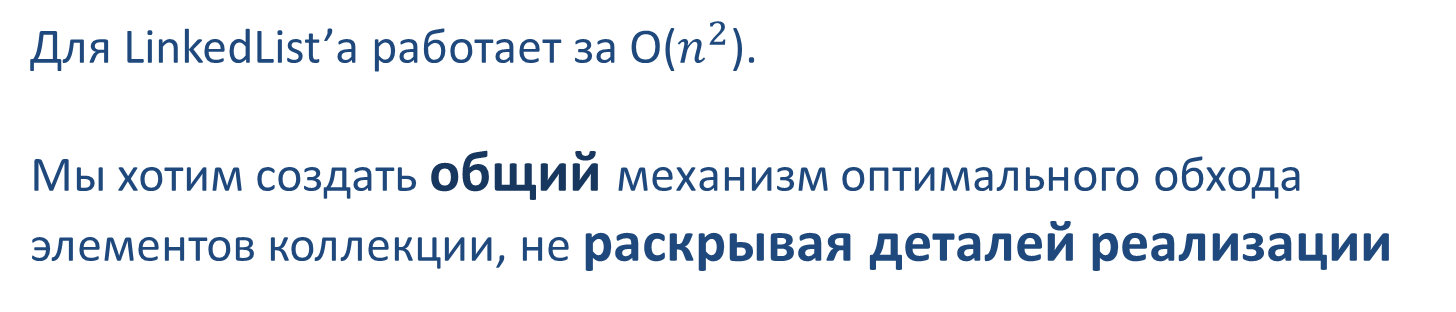 Для LinkedList’а работает за O(𝑛²).
Мы хотим создать общий механизм оптимального обхода
элементов коллекции, не раскрывая деталей реализации